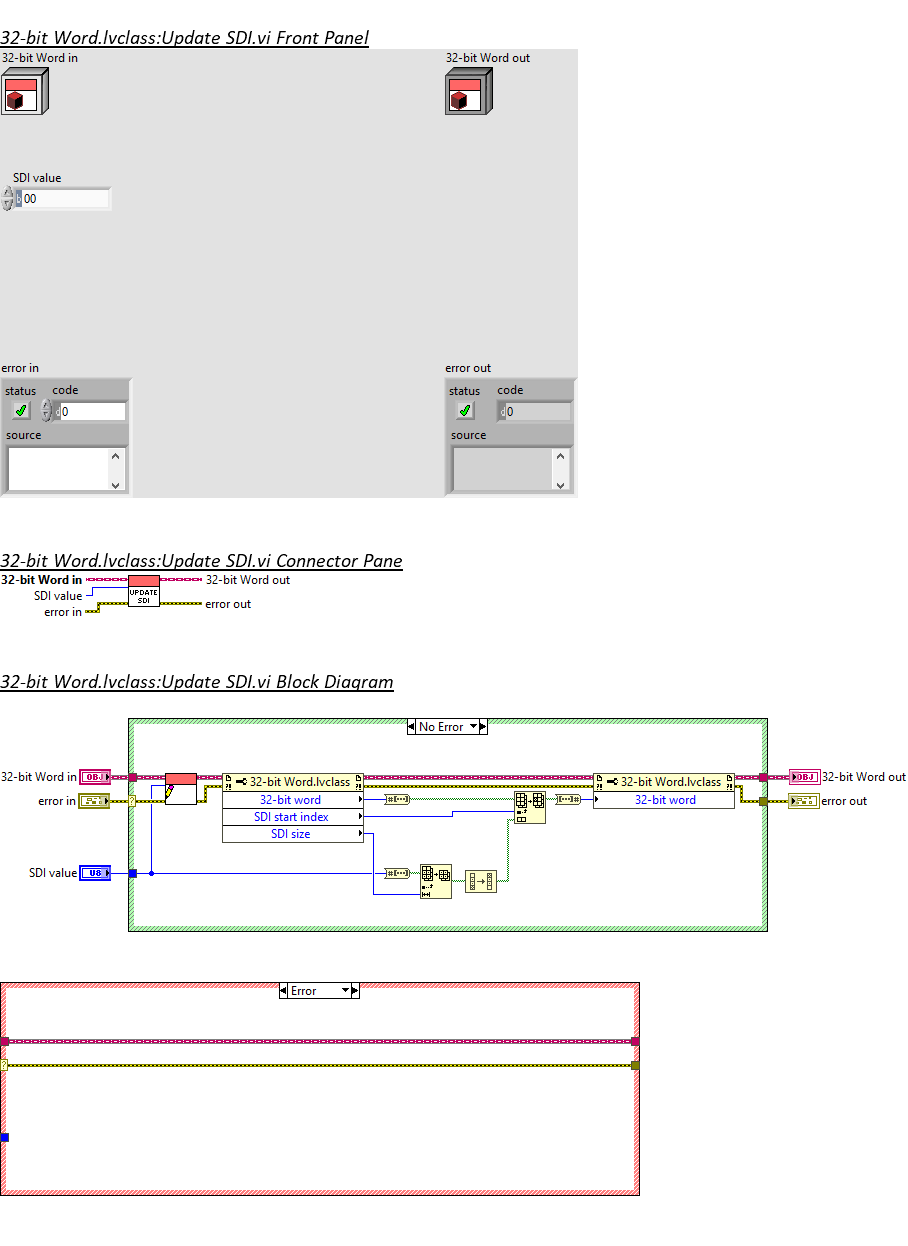 32-bit Word.lvclass:Update SDI.vi Front Panel
32-bit Word in
32-bit Word out
SDI value
00
error in
error out
status code
status code
0
0
source
source
32-bit Word.lvclass:Update SDI.vi Connector Pane
32-bit Word in
32-bit Word out
UPDATE
SDI
SDI value
error in
error out
32-bit Word.lvclass:Update SDI.vi Block Diagram
No Error
32-bit Word in OBJ
32-bit Word.lvclass
32-bit Word.lvclass
OBJ 32-bit Word out
error in
32-bit word
32-bit word
error out
SDI start index
SDI size
SDI value U8
Error